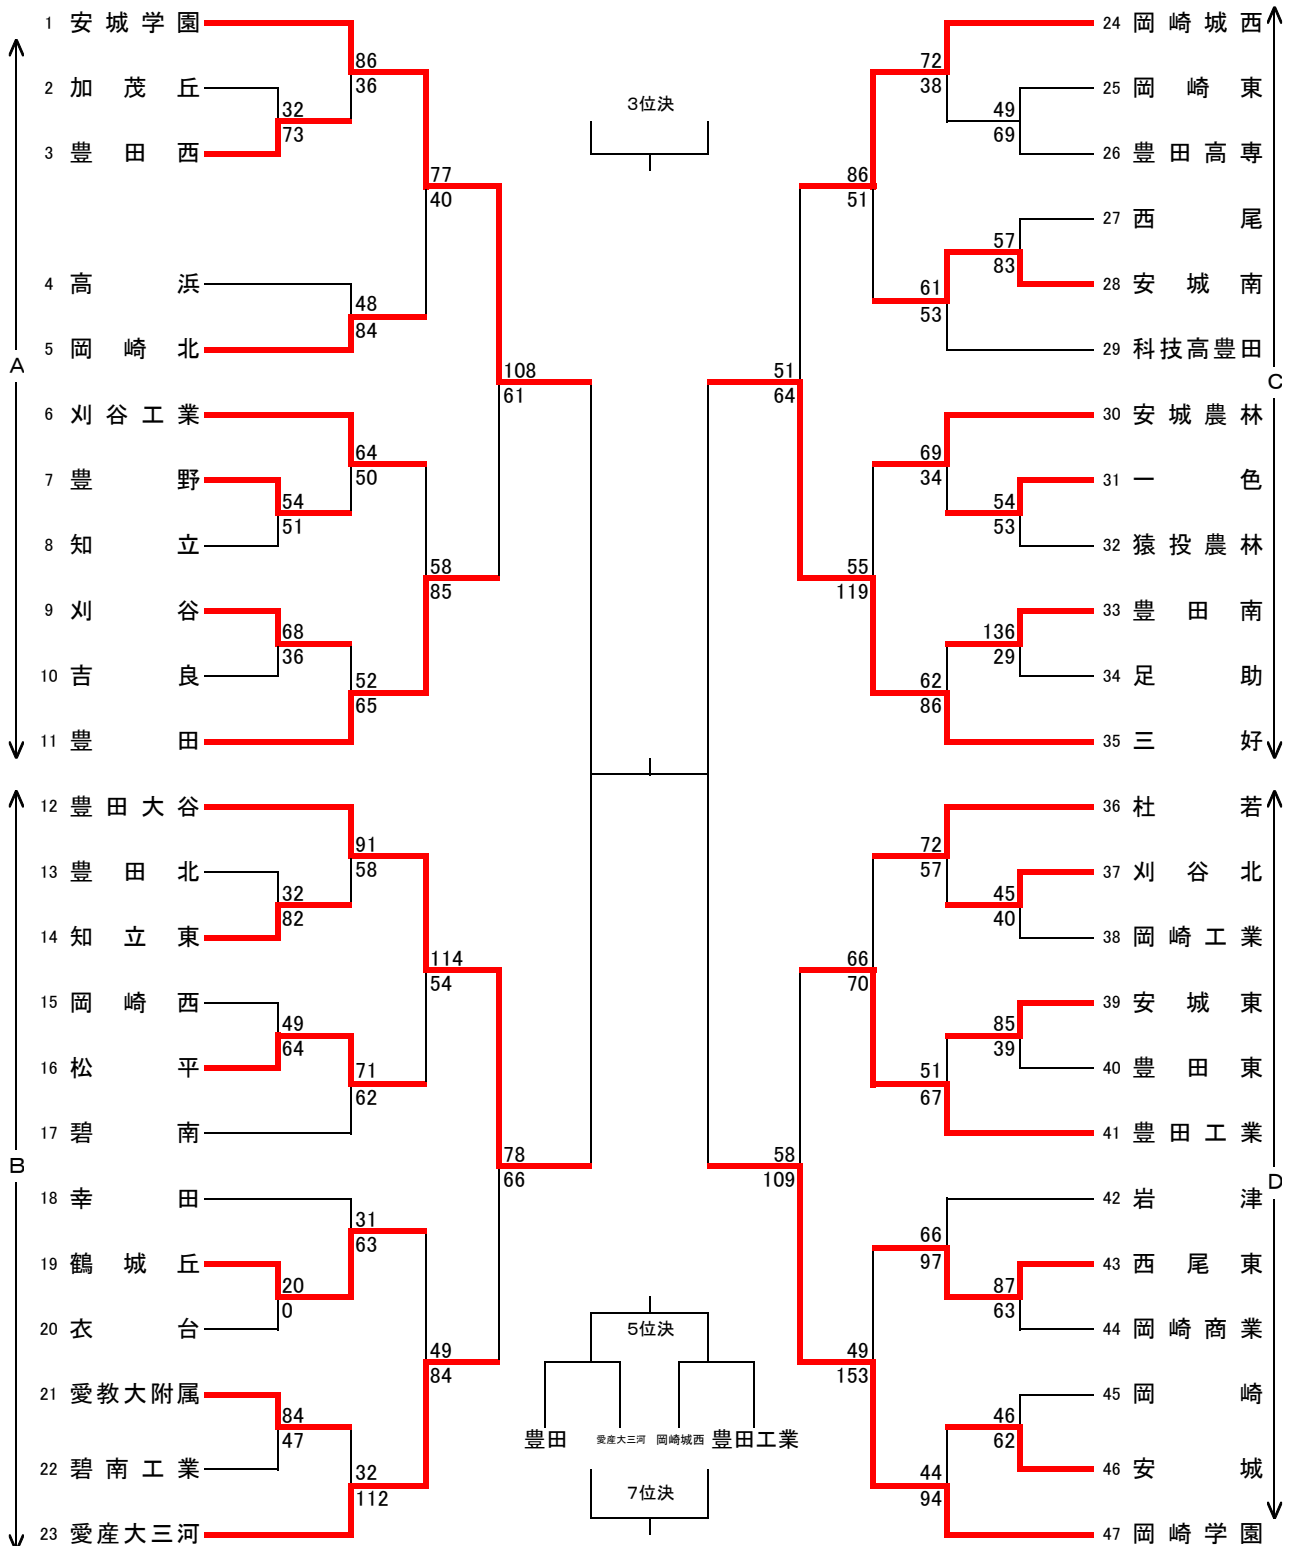 1 安城学園
2 加茂丘
3 豊田西
4 高浜
5 岡崎北
6 刈谷工業
7 豊野
8 知立
9 刈谷
10 吉良
11 豊田
12 豊田大谷
13 豊田北
14 知立東
15 岡崎西
16 松平
17 碧南
18 幸田
19 鶴城丘
20 衣台
21 愛教大附属
22 碧南工業
23 愛産大三河
A
B
86
36
32
73
77
40
48
84
108
61
64
50
54
51
58
85
68
36
52
65
91
58
32
82
114
54
49
64
71
62
78
66
31
63
20
0
49
84
84
47
32
112
3位決
5位決
豊田
愛産大三河
岡崎城西
豊田工業
7位決
72
38
49
69
86
51
57
83
61
53
51
64
69
34
54
53
55
119
136
29
62
86
72
57
45
40
66
70
85
39
51
67
58
109
66
97
87
63
49
153
46
62
44
94
24 岡崎城西
25 岡崎東
26 豊田高専
27 西尾
28 安城南
29 科技高豊田
30 安城農林
31 一色
32 猿投農林
33 豊田南
34 足助
35 三好
36 杜若
37 刈谷北
38 岡崎工業
39 安城東
40 豊田東
41 豊田工業
42 岩津
43 西尾東
44 岡崎商業
45 岡崎
46 安城
47 岡崎学園
C
D